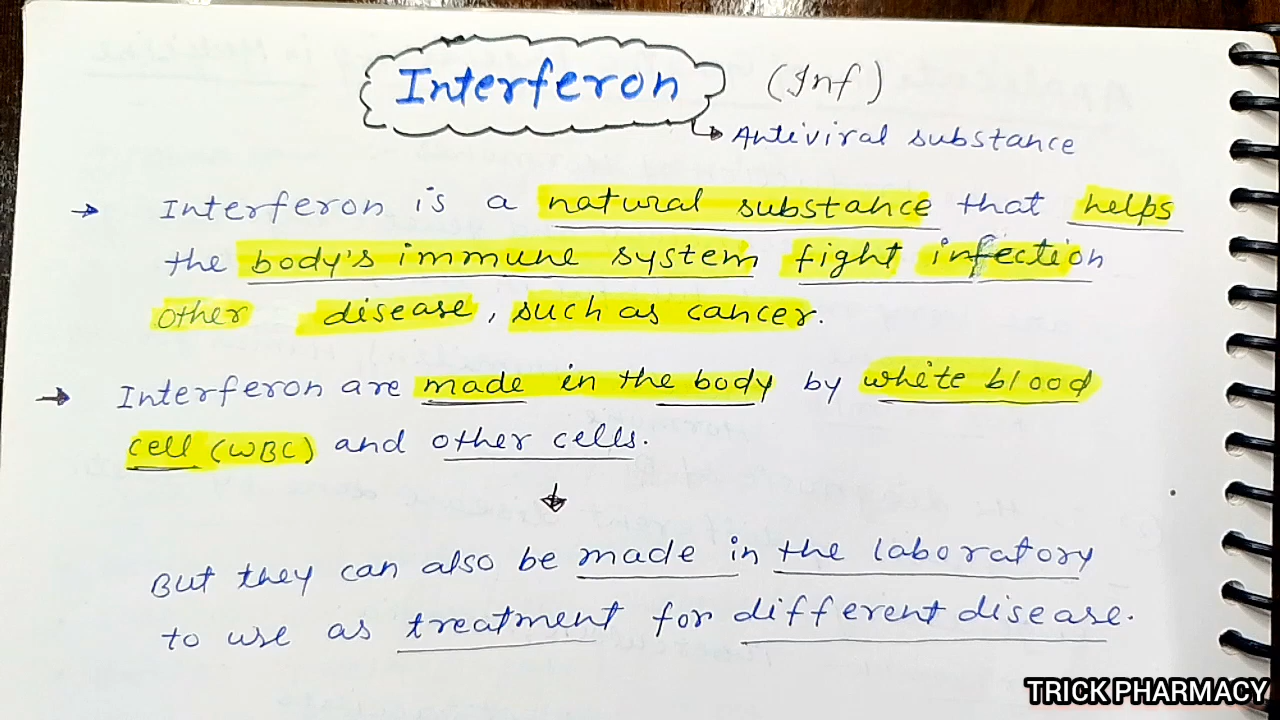 Interferon (Inf)
Antiviral substance
Interferon is a natural substance that helps
the body's immune system fight infection
other disease, such as cancer.
Interferon are made in the body by white blood
cell (WBC) and other cells.
But they can also be made in the laboratory
to use as treatment for different disease.
TRICK PHARMACY